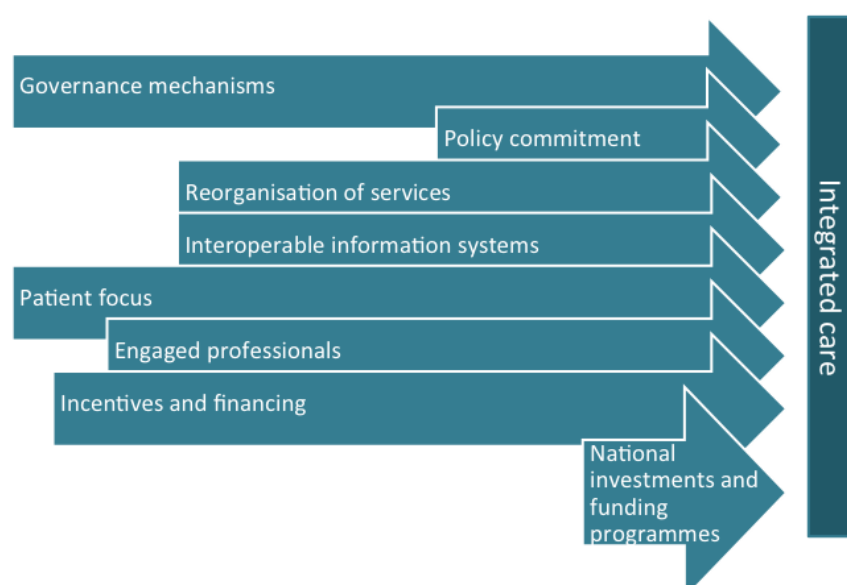 Governance mechanisms
Policy commitment
Reorganisation of services
Interoperable information systems
Patient focus
Engaged professionals
Incentives and financing
National
investments and
funding
programmes
Integrated care